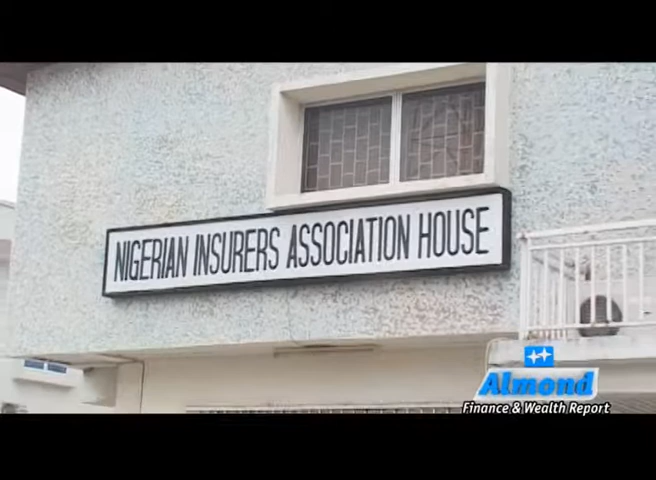 NIGERIAN INSURERS ASSOCIATION HOUSE
Almond
Finance & Wealth Report